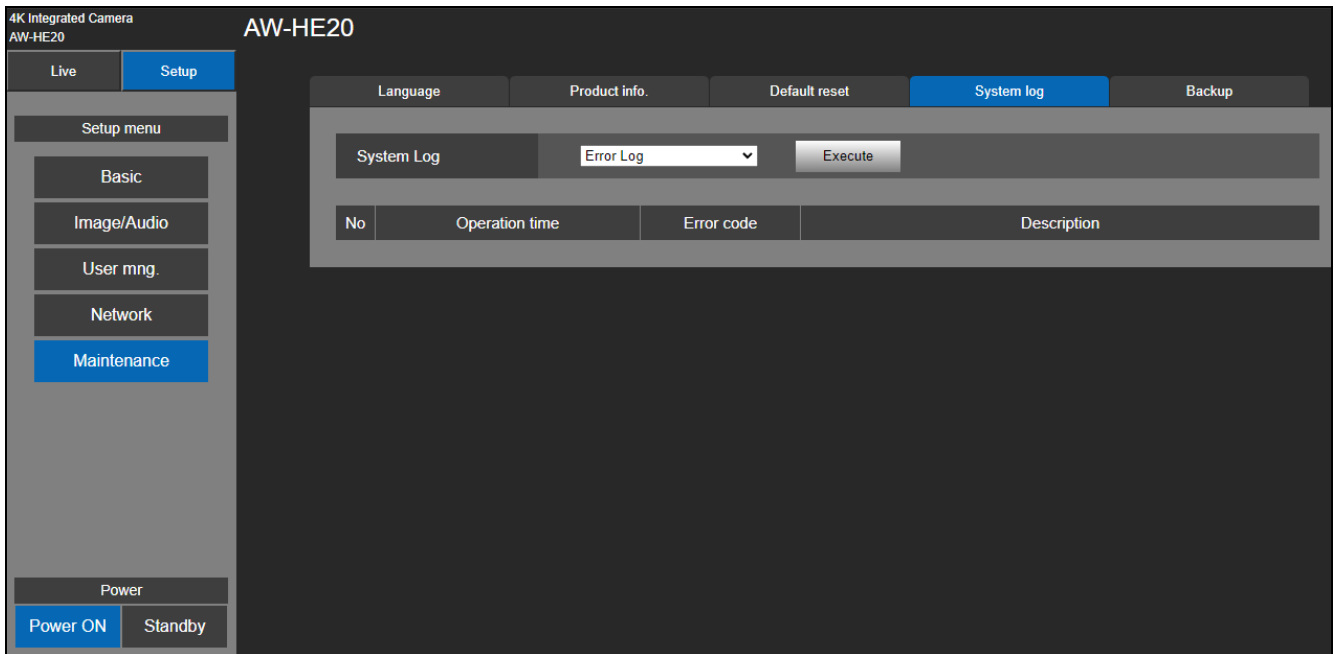 4K Integrated Camera
AW-HE20
AW-HE20
Live Setup
Language Product info. Default reset System log Backup
Setup menu
System Log Error Log Execute
Basic
Image/Audio
No Operation time Error code Description
User mng.
Network
Maintenance
Power
Power ON Standby